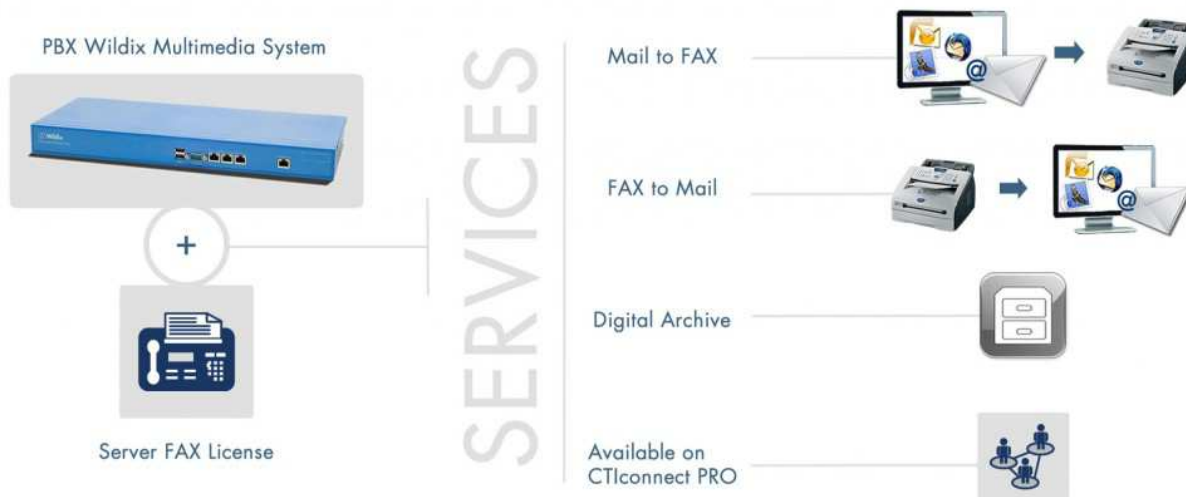 PBX Wildix Multimedia System
wildix
+
Server FAX License
SERVICES
Mail to FAX
@
FAX to Mail
@
Digital Archive
Available on
CTIconnect PRO